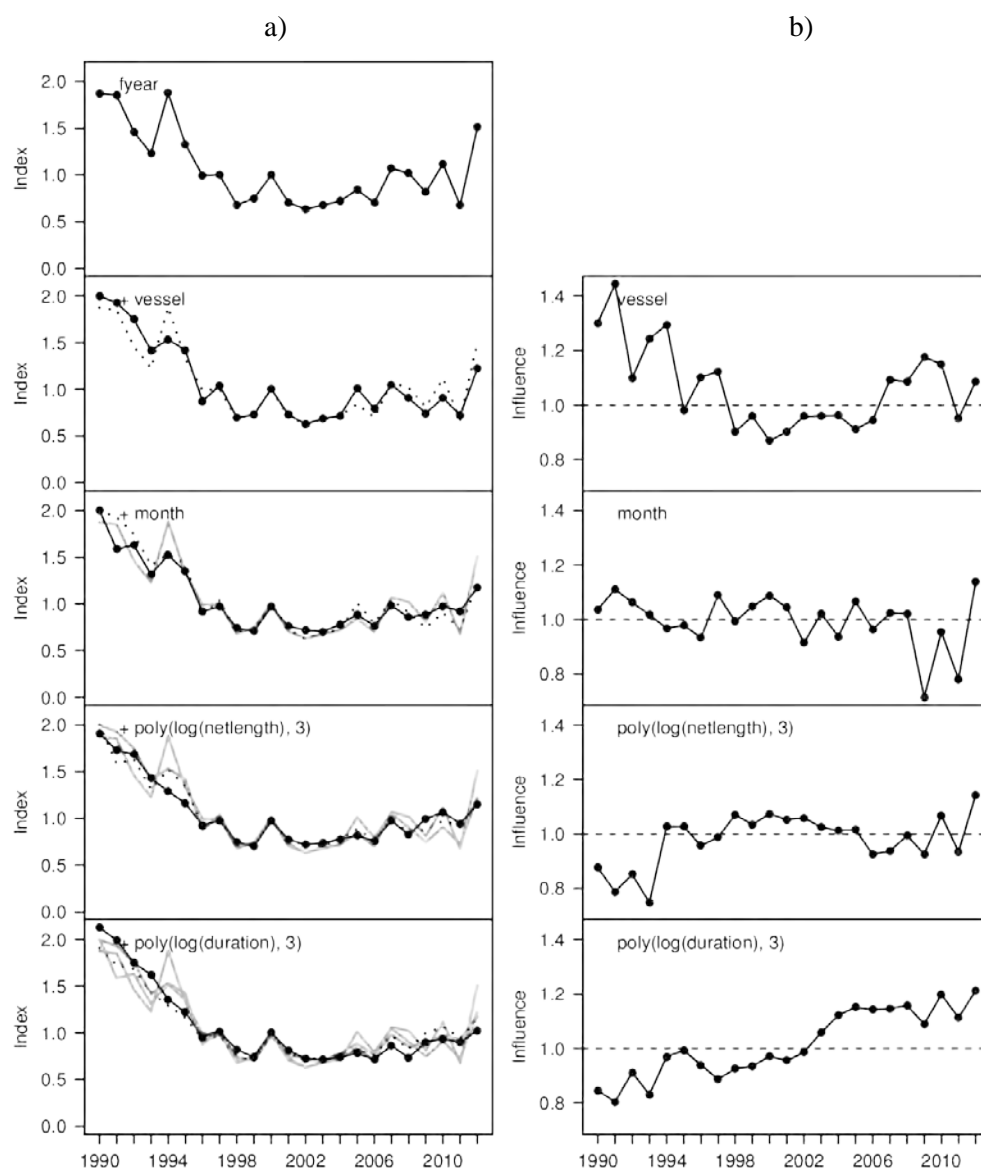 a)
b)
fyear
2.0
1.5
1.0
0.5
0.0
Index
+ vessel
2.0
1.5
1.0
0.5
0.0
Index
vessel
1.4
1.2
1.0
0.8
Influence
+ month
2.0
1.5
1.0
0.5
0.0
Index
month
1.4
1.2
1.0
0.8
Influence
+ poly(log(netlength), 3)
2.0
1.5
1.0
0.5
0.0
Index
poly(log(netlength), 3)
1.4
1.2
1.0
0.8
Influence
+ poly(log(duration), 3)
2.0
1.5
1.0
0.5
0.0
Index
poly(log(duration), 3)
1.4
1.2
1.0
0.8
Influence
1990 1994 1998 2002 2006 2010
1990 1994 1998 2002 2006 2010